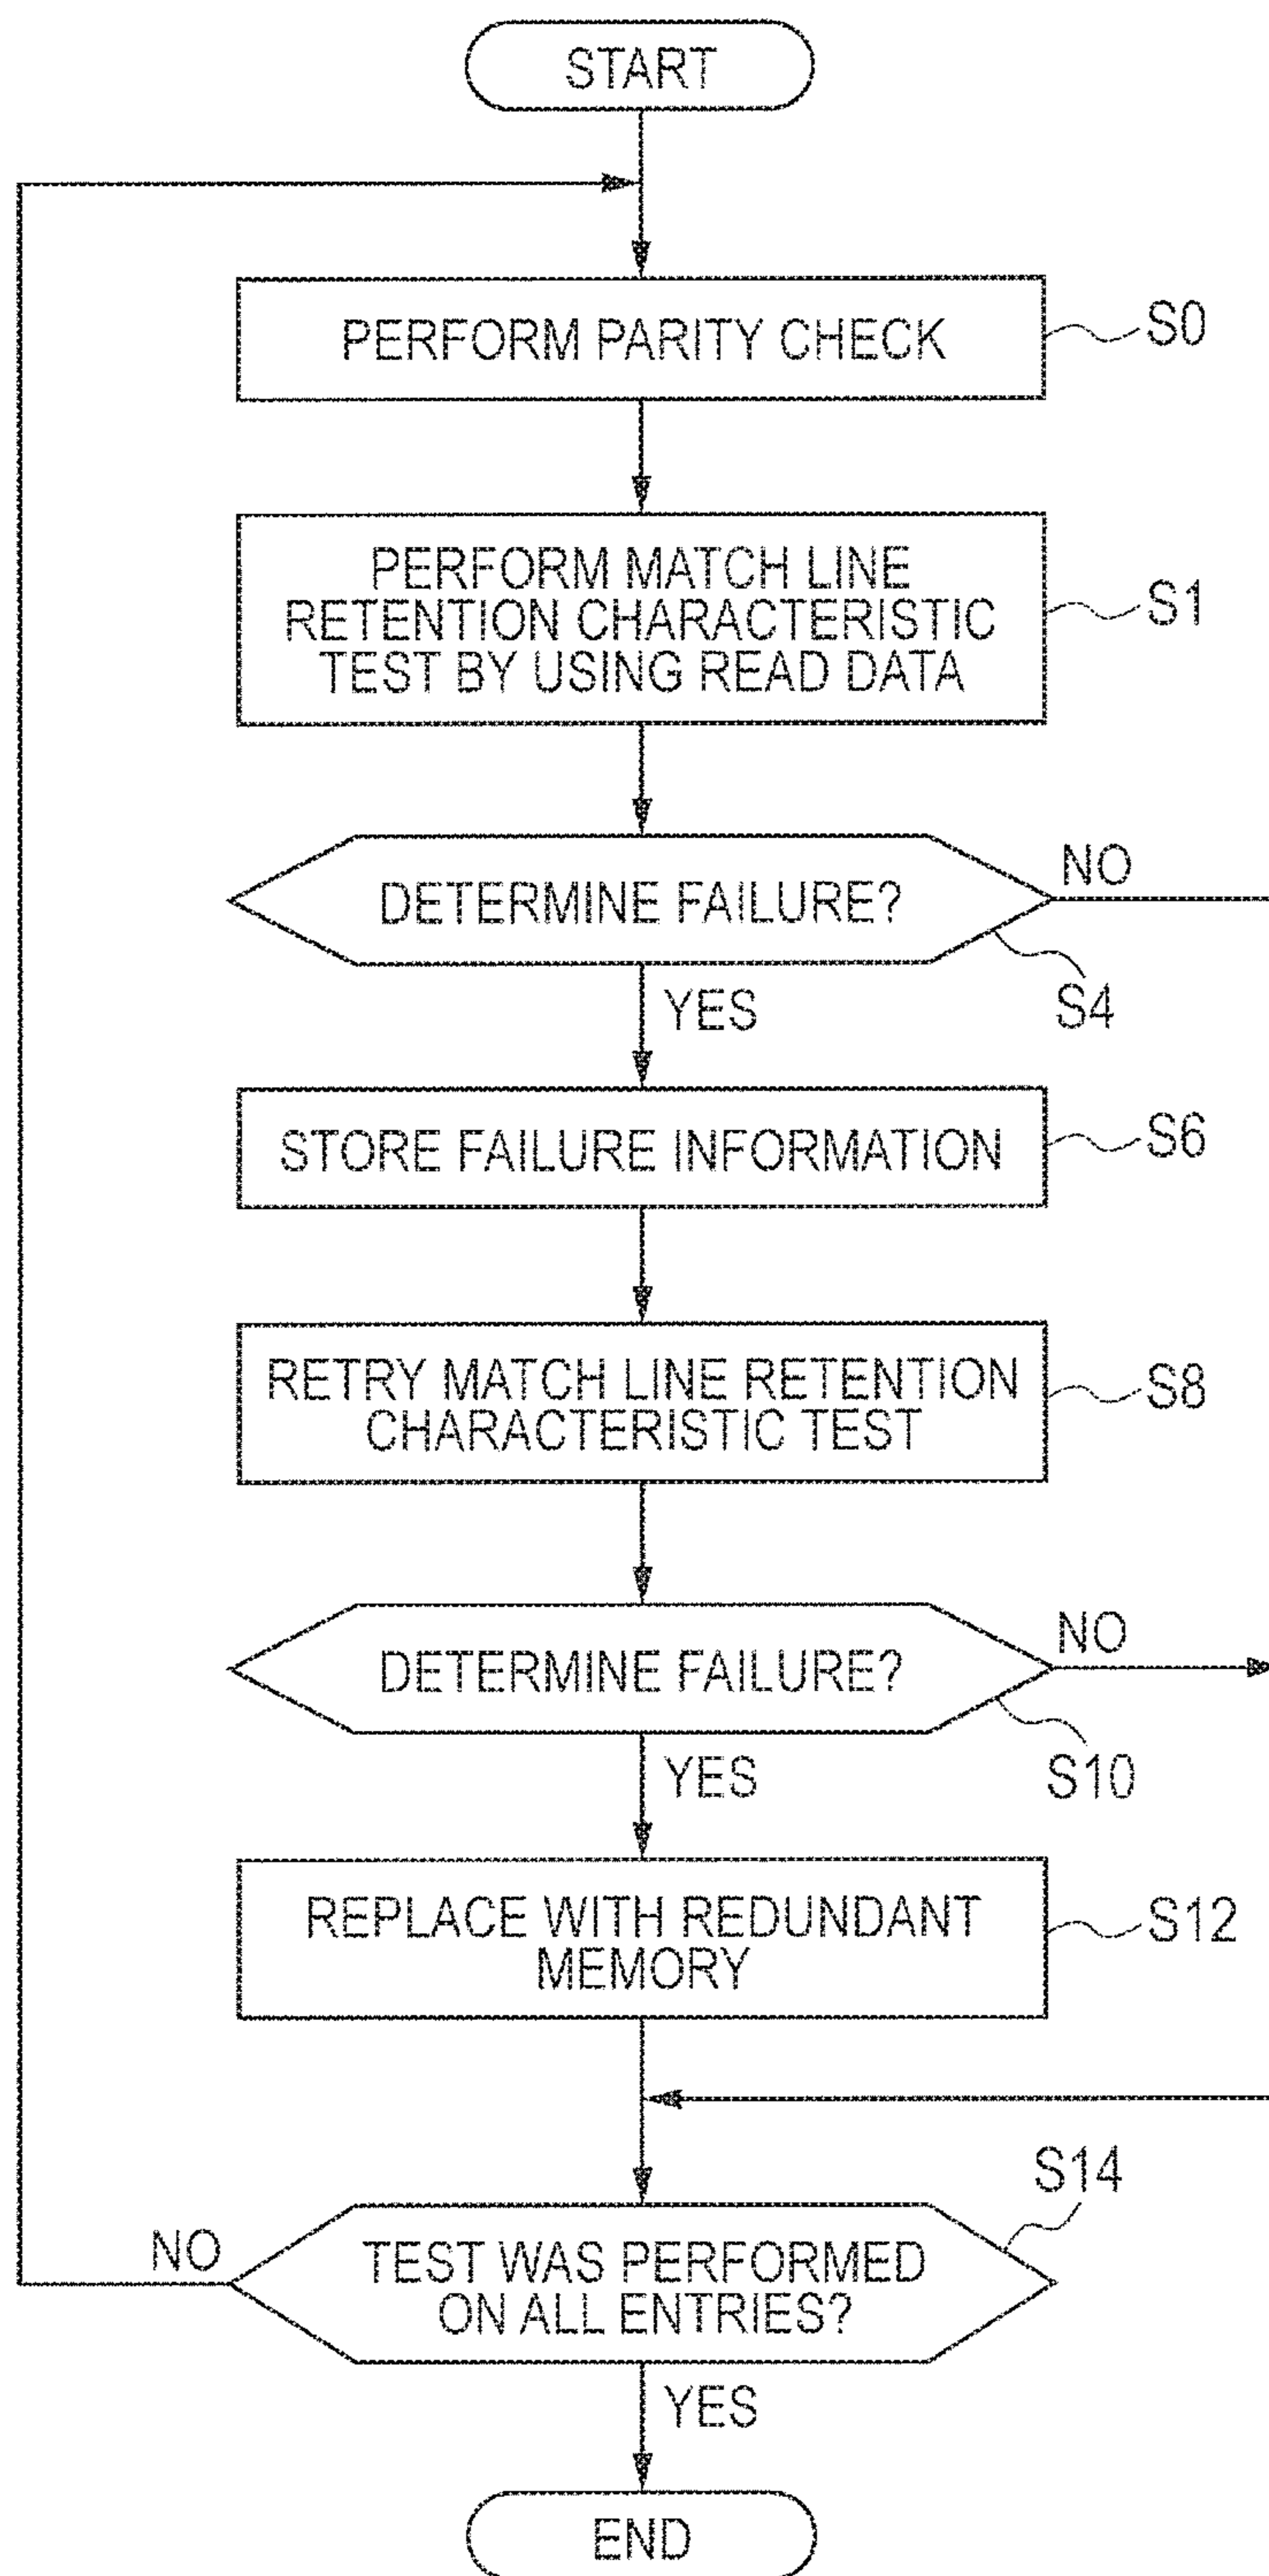 START
PERFORM PARITY CHECK
S0
PERFORM MATCH LINE
RETENTION CHARACTERISTIC
TEST BY USING READ DATA
S1
DETERMINE FAILURE?
NO
S4
YES
STORE FAILURE INFORMATION
S6
RETRY MATCH LINE RETENTION
CHARACTERISTIC TEST
S8
DETERMINE FAILURE?
NO
S10
YES
REPLACE WITH REDUNDANT
MEMORY
S12
S14
NO
TEST WAS PERFORMED
ON ALL ENTRIES?
YES
END